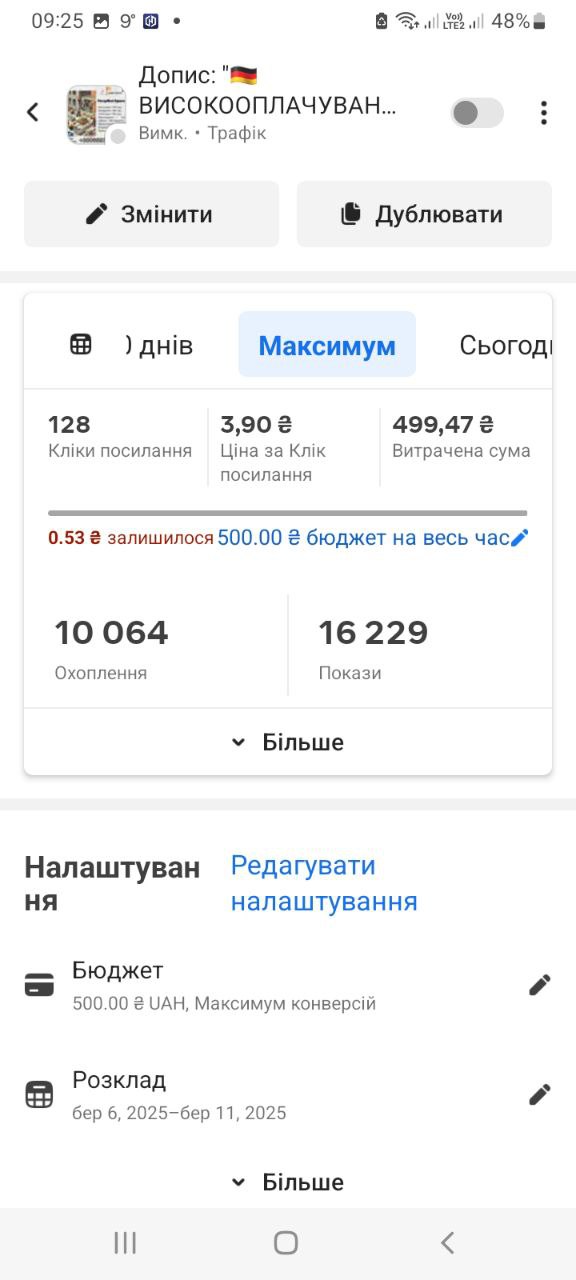 09:25 9° 48%
Vo)) LTE2
Допис: "🇩🇪
ВИСОКООПЛАЧУВАН...
Вимк. • Трафік
Змінити Дублювати
) днів Максимум Сьогодн
128 3,90 ₴ 499,47 ₴
Кліки посилання Ціна за Клік Витрачена сума
посилання
0.53 ₴ залишилося 500.00 ₴ бюджет на весь час
10 064 16 229
Охоплення Покази
Більше
Налаштуван Редагувати
ня налаштування
Бюджет
500.00 ₴ UAH, Максимум конверсій
Розклад
бер 6, 2025–бер 11, 2025
Більше